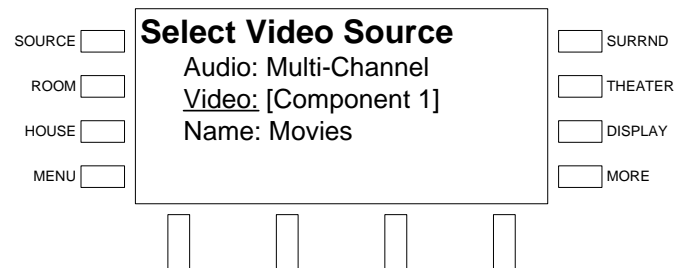 Select Video Source
Audio: Multi-Channel
Video: [Component 1]
Name: Movies
SOURCE
ROOM
HOUSE
MENU
SURRND
THEATER
DISPLAY
MORE